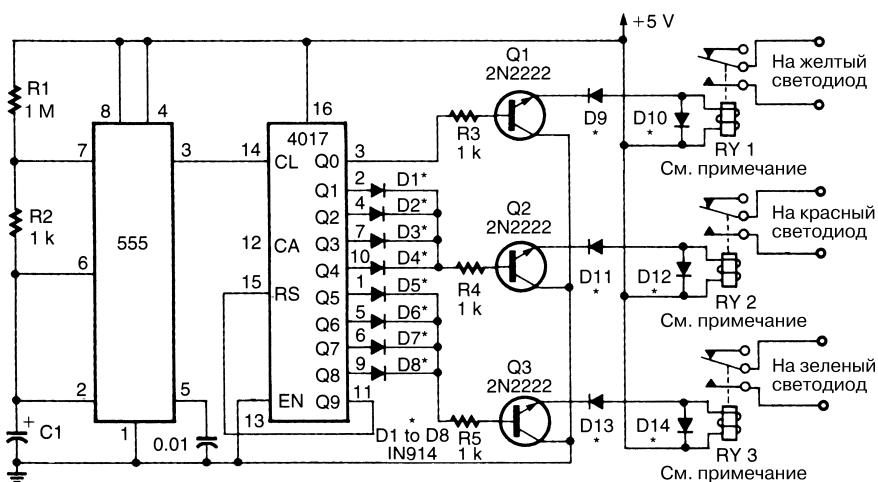 +5 V
R1
1 M
8
4
16
Q1
2N2222
На желтый
светодиод
D9
*
D10
*
RY 1
См. примечание
R3
1 k
7
3
14
4017
CL
Q0
3
Q1
2
D1*
Q2
4
D2*
Q3
7
D3*
Q4
10
D4*
Q5
1
D5*
Q6
5
D6*
Q7
6
D7*
Q8
9
D8*
Q9
11
R2
1 k
555
12
CA
15
RS
6
Q2
2N2222
R4
1 k
На красный
светодиод
D11
*
D12
*
RY 2
См. примечание
2
5
EN
13
C1
+
1
0.01
*
D1 to D8
IN914
R5
1 k
Q3
2N2222
На зеленый
светодиод
D13
*
D14
*
RY 3
См. примечание